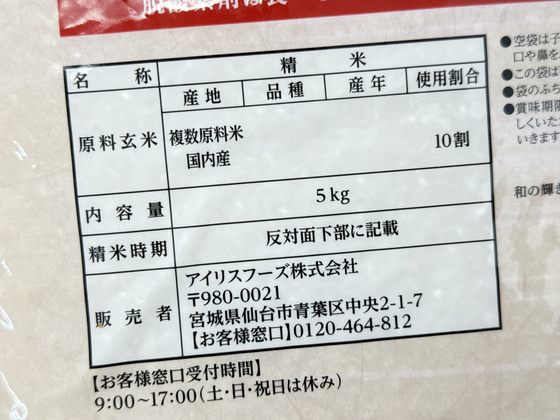 脱酸素剤は食
名称 精米
原料玄米 産地 品種 産年 使用割合
複数原料米
国内産 10割
内容量 5kg
精米時期 反対面下部に記載
販売者 アイリスフーズ株式会社
〒980-0021
宮城県仙台市青葉区中央2-1-7
【お客様窓口】0120-464-812
【お客様窓口受付時間】
9:00〜17:00(土・日・祝日は休み)
●空袋は子
口や鼻を
●この袋は
●袋のふち
●賞味期限
しくいた
いきます
和の輝き